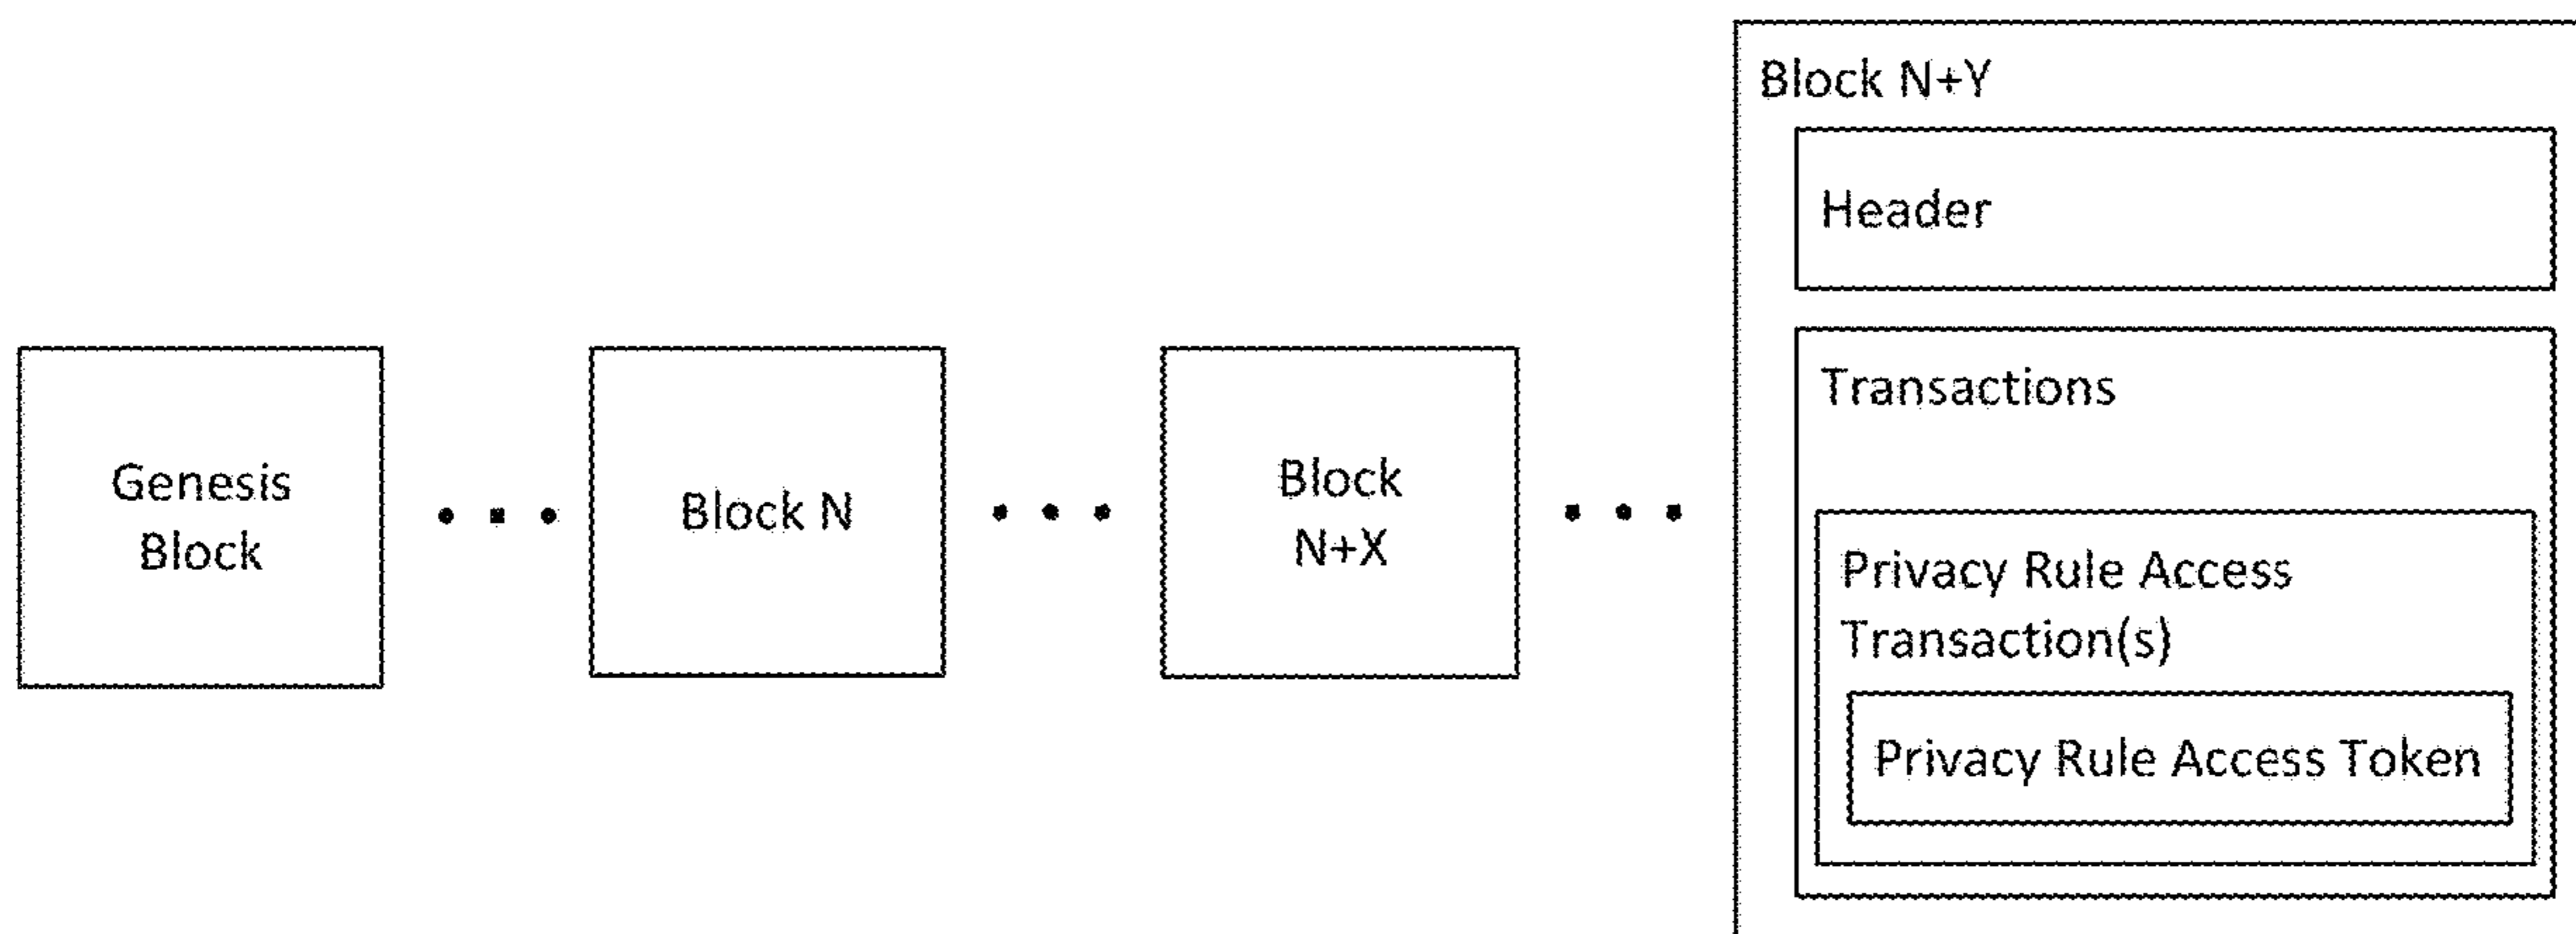 Genesis
Block
Block N
Block
N+X
Block N+Y
Header
Transactions
Privacy Rule Access
Transaction(s)
Privacy Rule Access Token